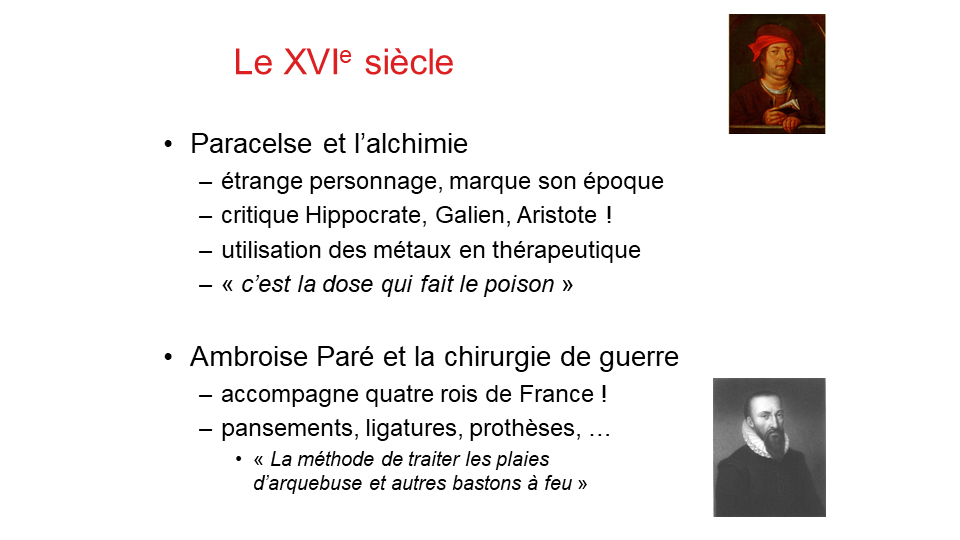 Le XVIe siècle
• Paracelse et l’alchimie
– étrange personnage, marque son époque
– critique Hippocrate, Galien, Aristote !
– utilisation des métaux en thérapeutique
– « c’est la dose qui fait le poison »
• Ambroise Paré et la chirurgie de guerre
– accompagne quatre rois de France !
– pansements, ligatures, prothèses, …
• « La méthode de traiter les plaies
d’arquebuse et autres bastons à feu »